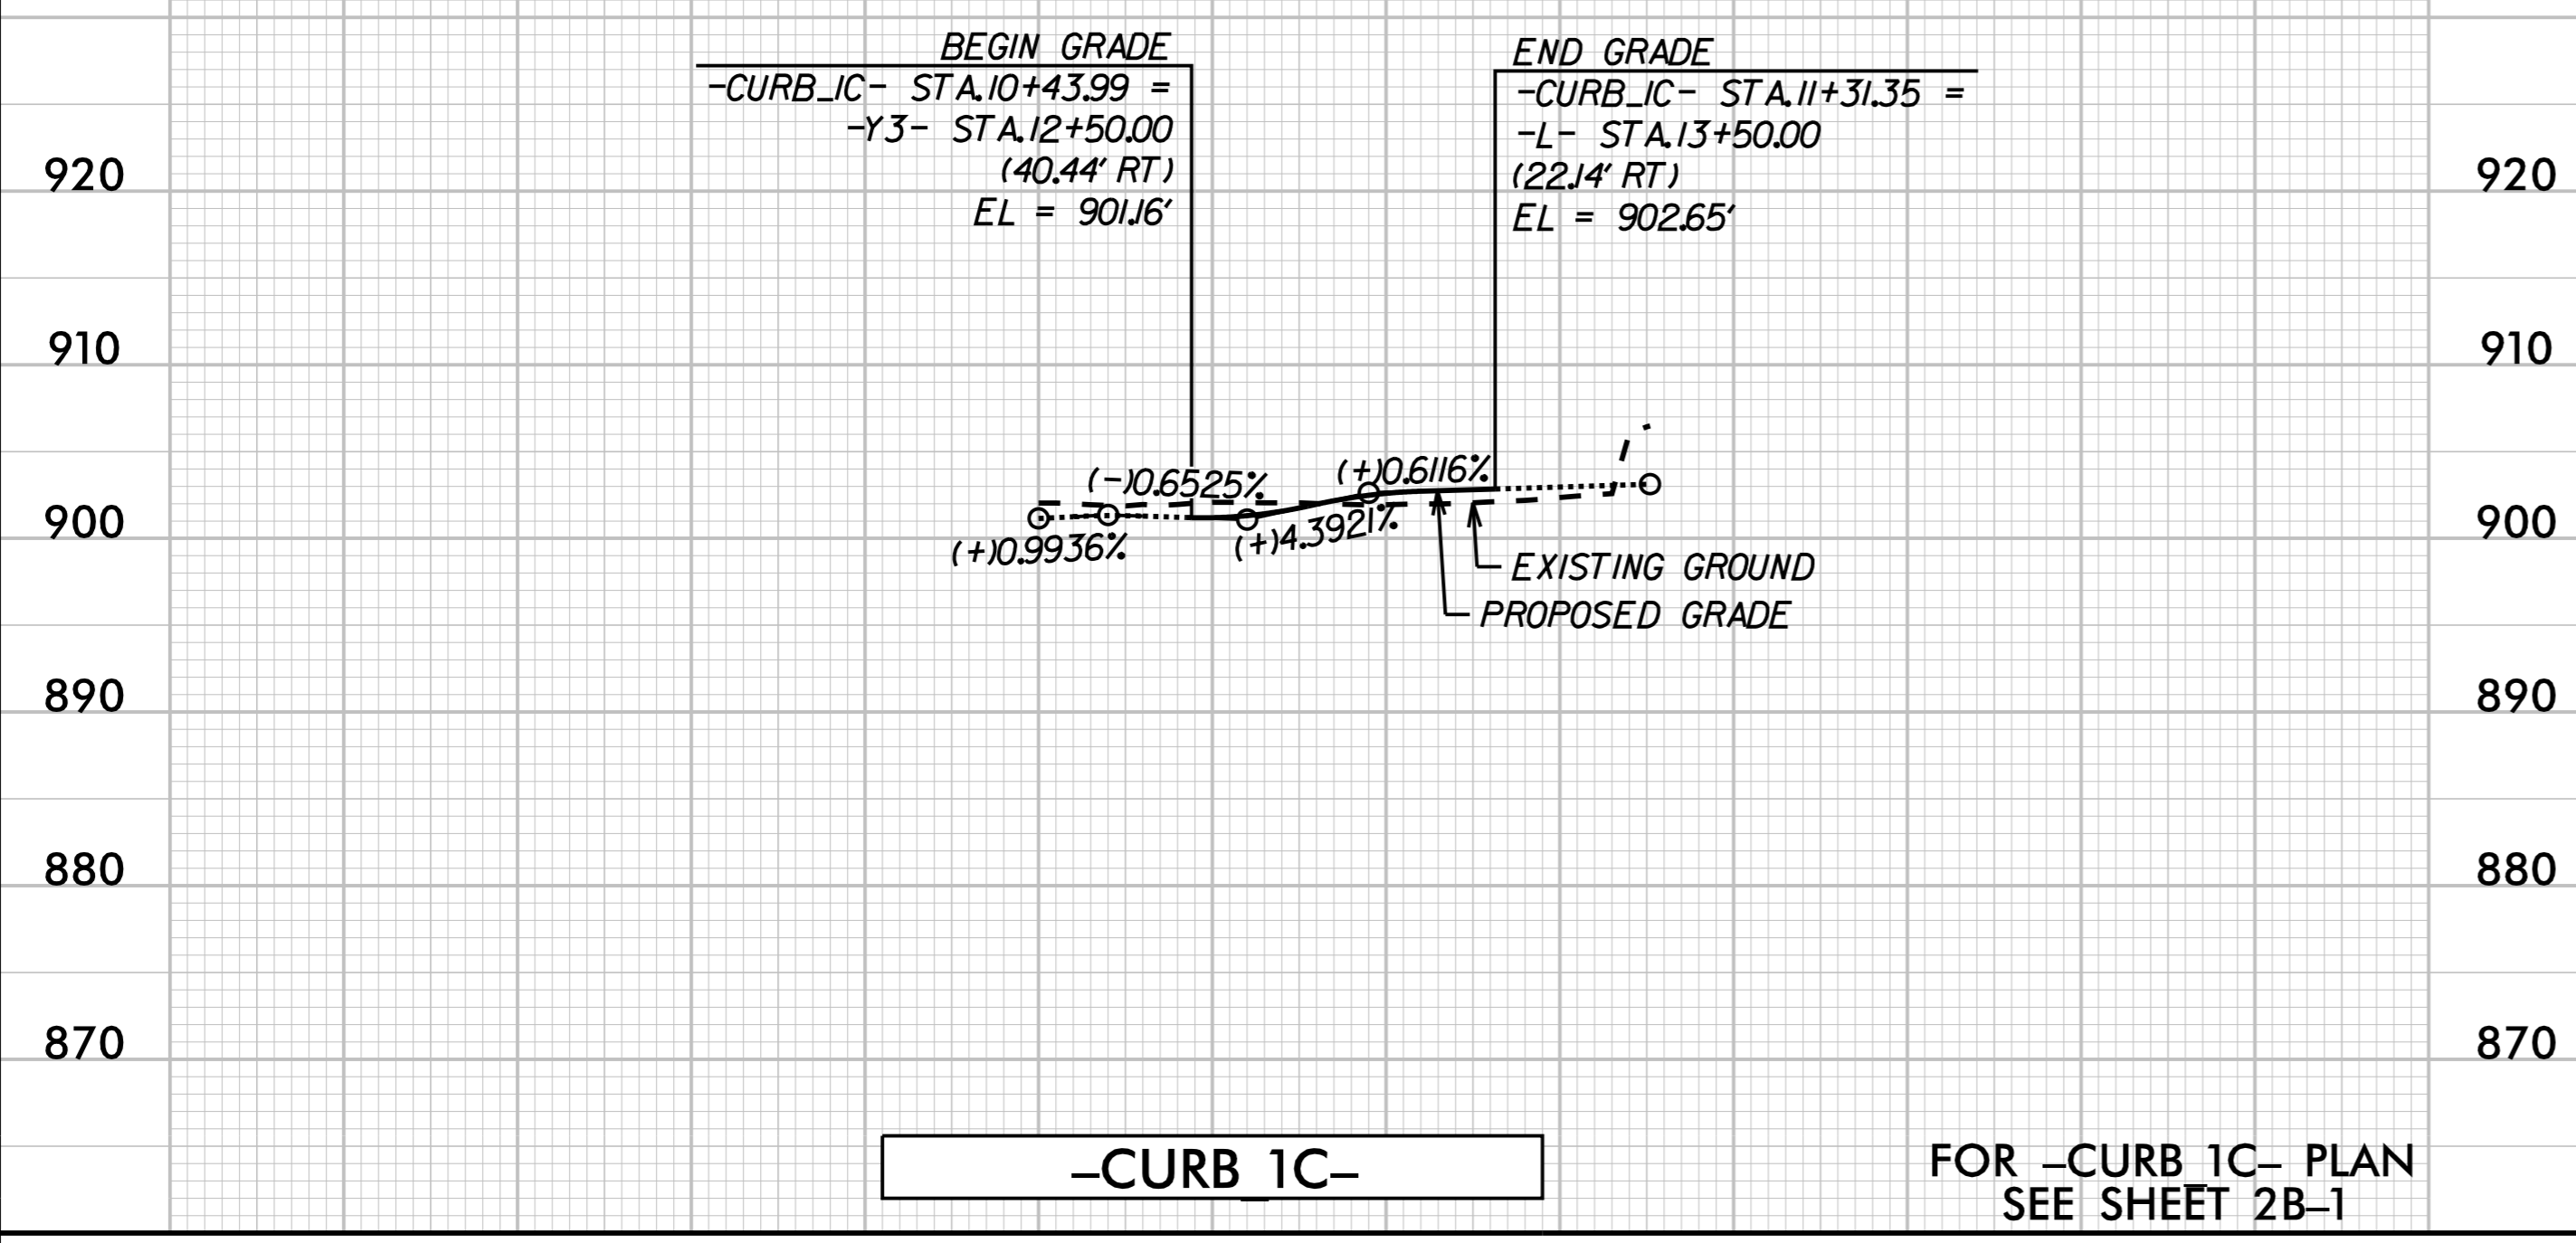 BEGIN GRADE
-CURB_1C- STA.10+43.99 =
-Y3- STA.12+50.00
(40.44' RT)
EL = 901.16'
END GRADE
-CURB_1C- STA.11+31.35 =
-L- STA.13+50.00
(22.14' RT)
EL = 902.65'
920
920
910
910
(-)0.6525%
(+)0.6116%
900
900
(+)0.9936%
(+)4.3921%
EXISTING GROUND
PROPOSED GRADE
890
890
880
880
870
870
–CURB_1C–
FOR –CURB_1C– PLAN
SEE SHEET 2B–1